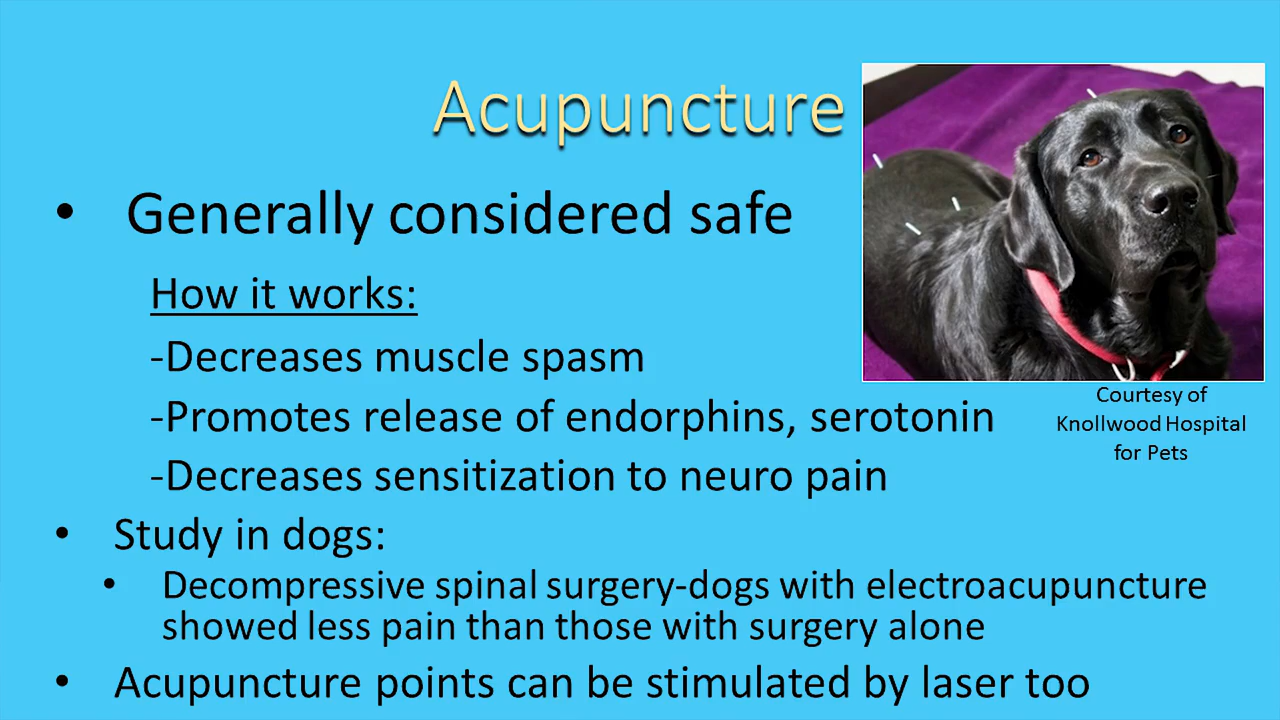 Acupuncture
• Generally considered safe
How it works:
-Decreases muscle spasm
-Promotes release of endorphins, serotonin
-Decreases sensitization to neuro pain
• Study in dogs:
• Decompressive spinal surgery-dogs with electroacupuncture
showed less pain than those with surgery alone
• Acupuncture points can be stimulated by laser too
Courtesy of
Knollwood Hospital
for Pets